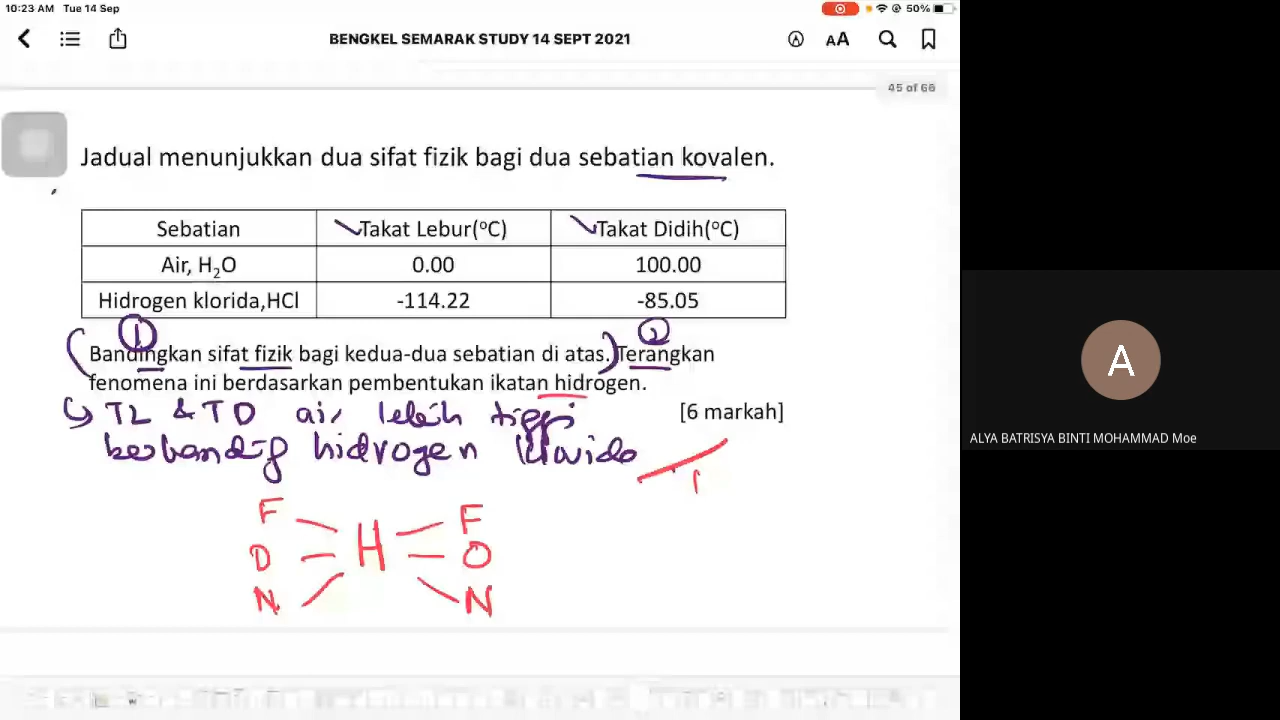 10:23 AM Tue 14 Sep
50%
BENGKEL SEMARAK STUDY 14 SEPT 2021
AA
45 of 66
Jadual menunjukkan dua sifat fizik bagi dua sebatian kovalen.
Sebatian Takat Lebur(°C) Takat Didih(°C)
Air, H₂O 0.00 100.00
Hidrogen klorida,HCl -114.22 -85.05
1 2
Bandingkan sifat fizik bagi kedua-dua sebatian di atas. Terangkan
fenomena ini berdasarkan pembentukan ikatan hidrogen.
[6 markah]
TL & TD air lebih tinggi
berbanding hidrogen klorida
F F
O H O
N N
A
ALYA BATRISYA BINTI MOHAMMAD Moe